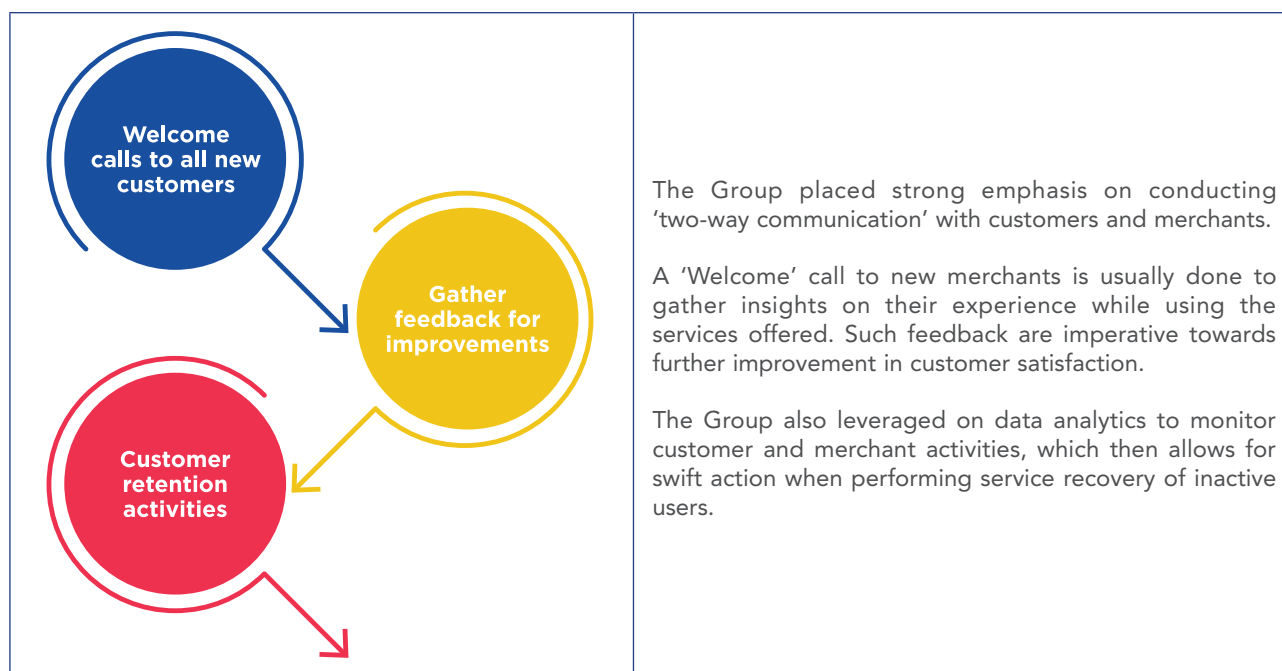 Welcome
calls to all new
customers
Gather
feedback for
improvements
Customer
retention
activities
The Group placed strong emphasis on conducting
‘two-way communication’ with customers and merchants.
A ‘Welcome’ call to new merchants is usually done to
gather insights on their experience while using the
services offered. Such feedback are imperative towards
further improvement in customer satisfaction.
The Group also leveraged on data analytics to monitor
customer and merchant activities, which then allows for
swift action when performing service recovery of inactive
users.